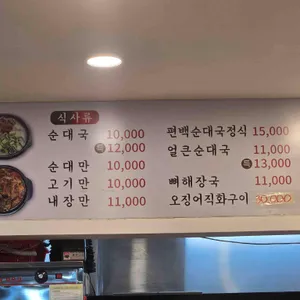 식사류
순대국 10,000
특 12,000
순대만 10,000
고기만 10,000
내장만 11,000
편백순대국정식 15,000
얼큰순대국 11,000
특 13,000
뼈해장국 11,000
오징어직화구이